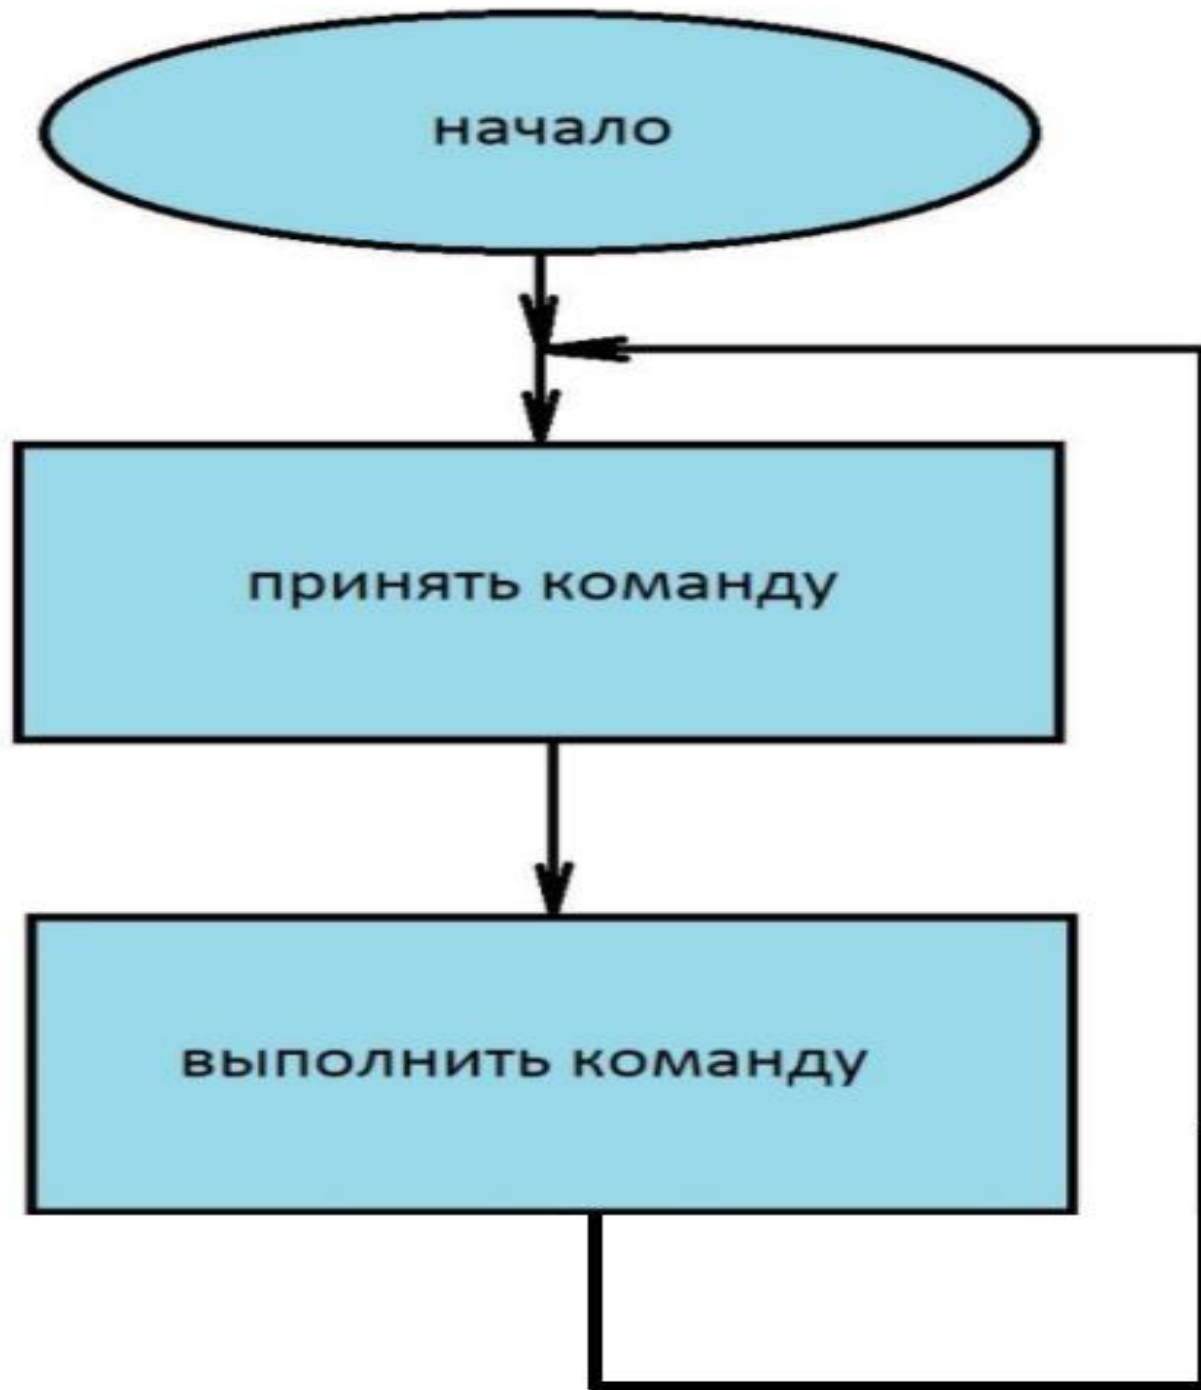 начало
принять команду
выполнить команду